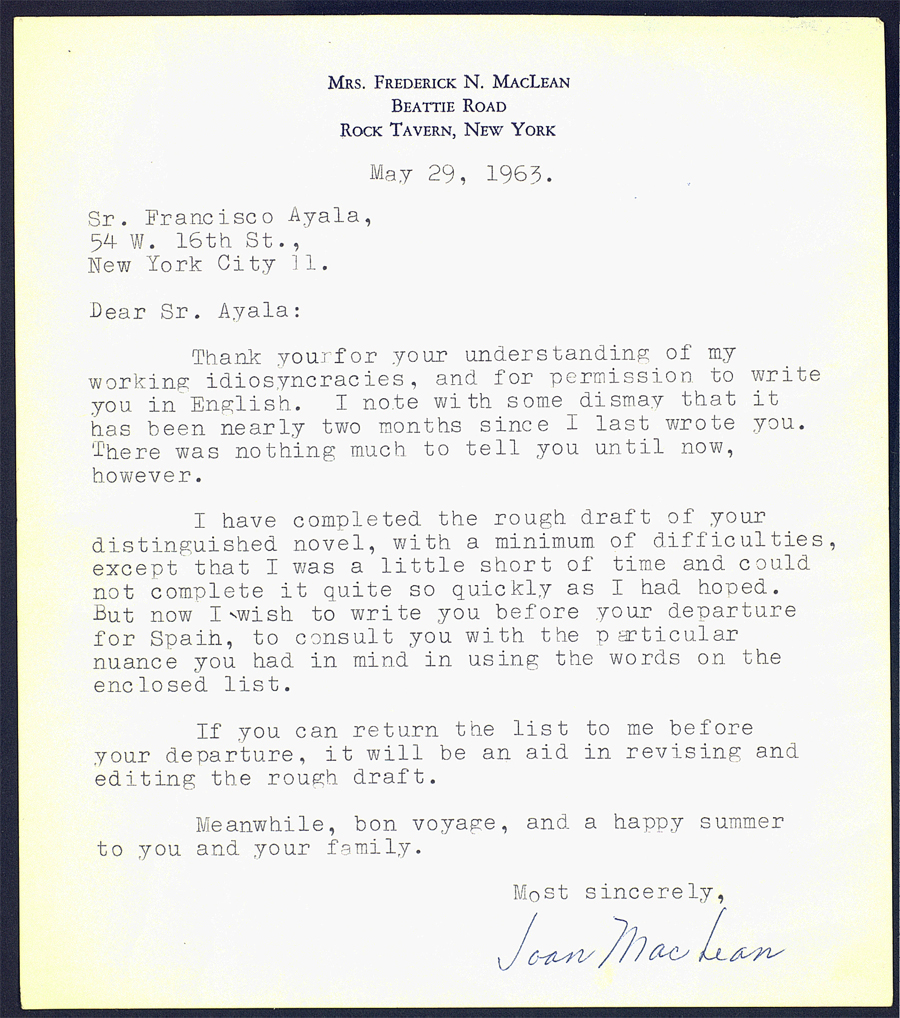 Mrs. Frederick N. MacLean
Beattie Road
Rock Tavern, New York
May 29, 1963.
Sr. Francisco Ayala,
54 W. 16th St.,
New York City 11.
Dear Sr. Ayala:
Thank yourfor your understanding of my
working idiosyncracies, and for permission to write
you in English. I note with some dismay that it
has been nearly two months since I last wrote you.
There was nothing much to tell you until now,
however.
I have completed the rough draft of your
distinguished novel, with a minimum of difficulties,
except that I was a little short of time and could
not complete it quite so quickly as I had hoped.
But now I wish to write you before your departure
for Spain, to consult you with the particular
nuance you had in mind in using the words on the
enclosed list.
If you can return the list to me before
your departure, it will be an aid in revising and
editing the rough draft.
Meanwhile, bon voyage, and a happy summer
to you and your family.
Most sincerely,
Joan MacLean